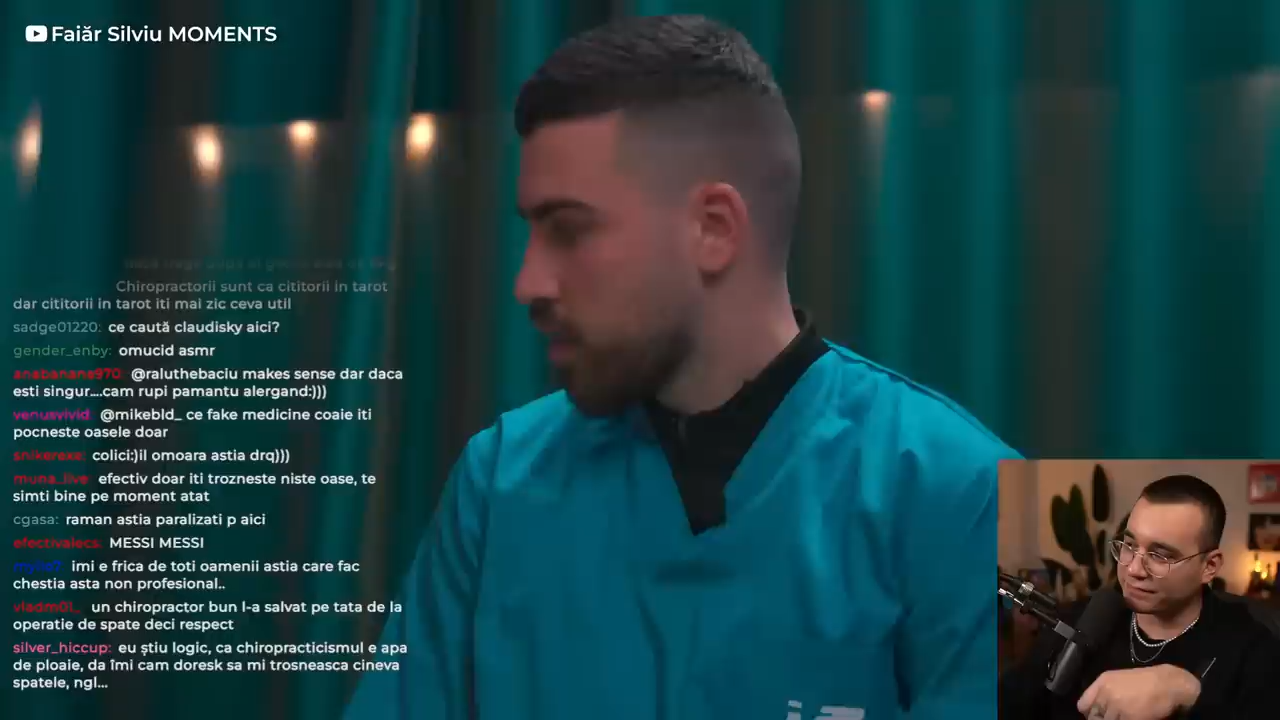 Faiăr Silviu MOMENTS
Chiropractorii sunt ca cititorii in tarot
dar cititorii in tarot iti mai zic ceva util
sadge01220: ce caută claudisky aici?
gender_enby: omucid asmr
anabanana970: @raluthebaciu makes sense dar daca
esti singur....cam rupi pamantu alergand:)))
venusvivid: @mikebld_ ce fake medicine coaie iti
pocneste oasele doar
snikerexe: colici:)il omoara astia drq)))
muna_live: efectiv doar iti trozneste niste oase, te
simti bine pe moment atat
cgasa: raman astia paralizati p aici
efectivalecs: MESSI MESSI
imi e frica de toti oamenii astia care fac
chestia asta non profesional..
vladm01_: un chiropractor bun l-a salvat pe tata de la
operatie de spate deci respect
silver_hiccup: eu știu logic, ca chiropracticismul e apa
de ploaie, da îmi cam doresk sa mi trosneasca cineva
spatele, ngl...